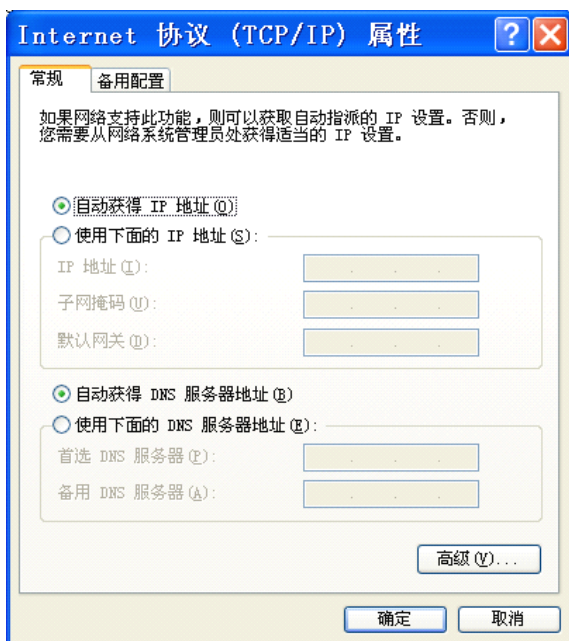 Internet 协议 (TCP/IP) 属性
常规 备用配置
如果网络支持此功能，则可以获取自动指派的 IP 设置。否则，
您需要从网络系统管理员处获得适当的 IP 设置。
自动获得 IP 地址(O)
使用下面的 IP 地址(S):
IP 地址(I):
子网掩码(U):
默认网关(D):
自动获得 DNS 服务器地址(B)
使用下面的 DNS 服务器地址(E):
首选 DNS 服务器(P):
备用 DNS 服务器(A):
高级(V)...
确定 取消